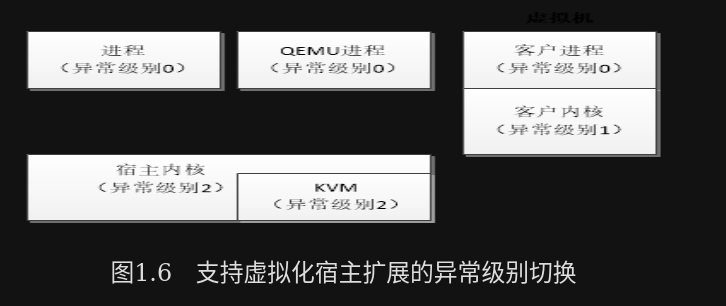 虚拟机
进程
（异常级别0）
QEMU进程
（异常级别0）
客户进程
（异常级别0）
客户内核
（异常级别1）
宿主内核
（异常级别2）
KVM
（异常级别2）
图1.6 支持虚拟化宿主扩展的异常级别切换